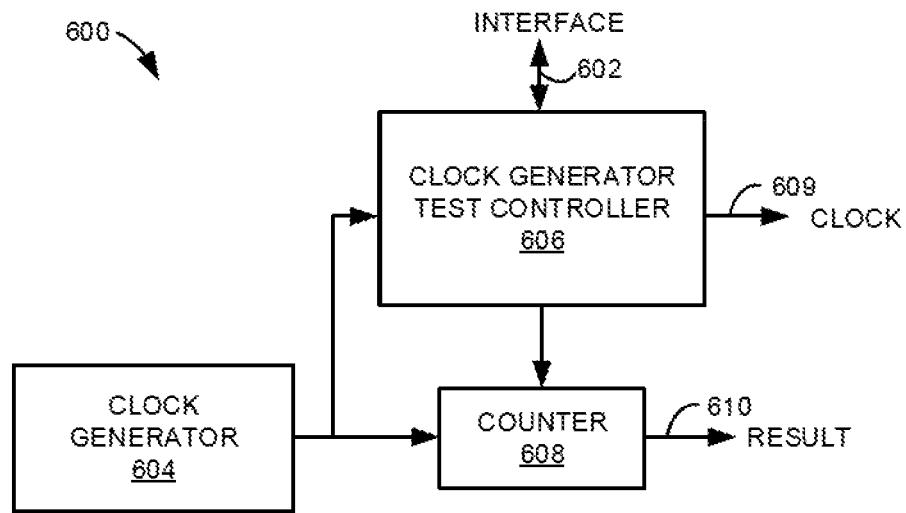 600
INTERFACE
602
CLOCK GENERATOR
TEST CONTROLLER
606
609
CLOCK
CLOCK
GENERATOR
604
COUNTER
608
610
RESULT